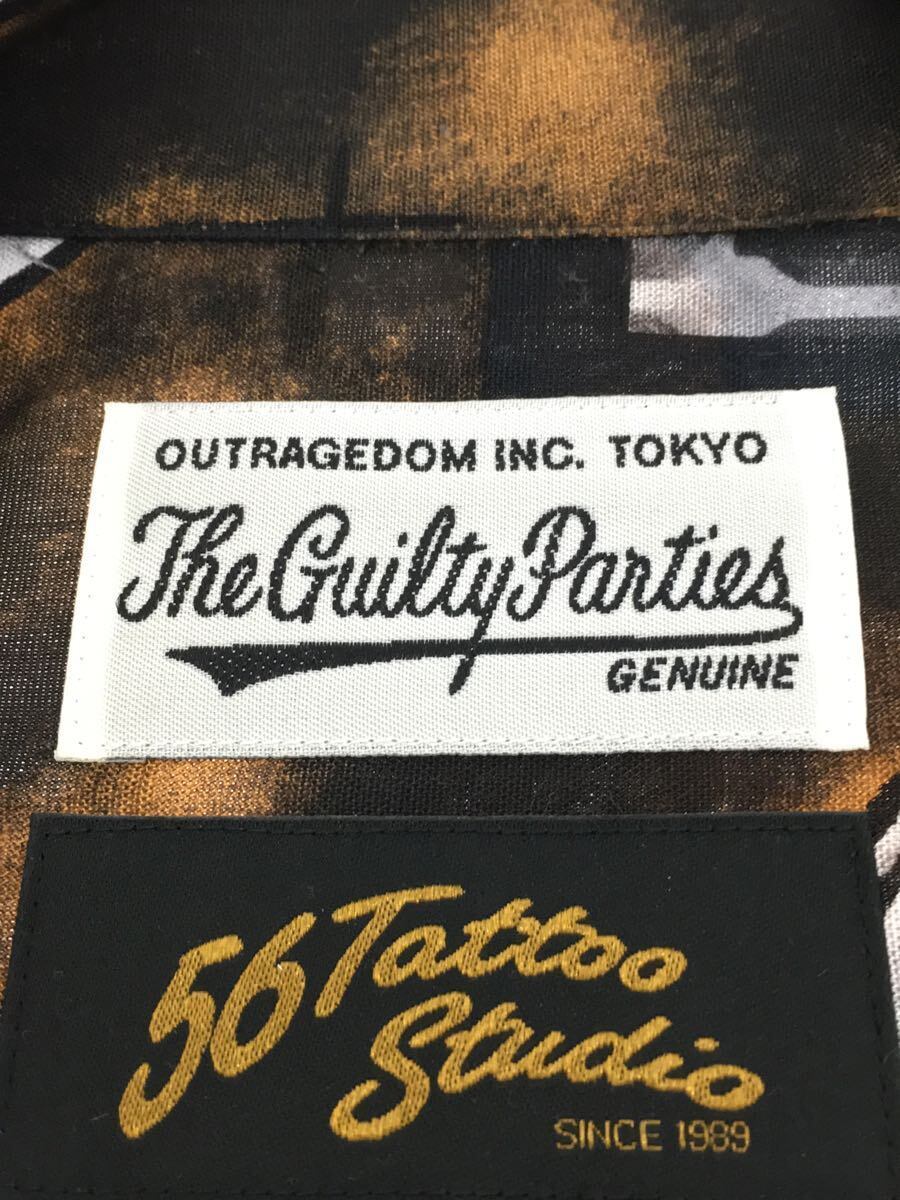 OUTRAGEDOM INC. TOKYO
The Guilty Parties
GENUINE
56 Tattoo
Studio
SINCE 1989